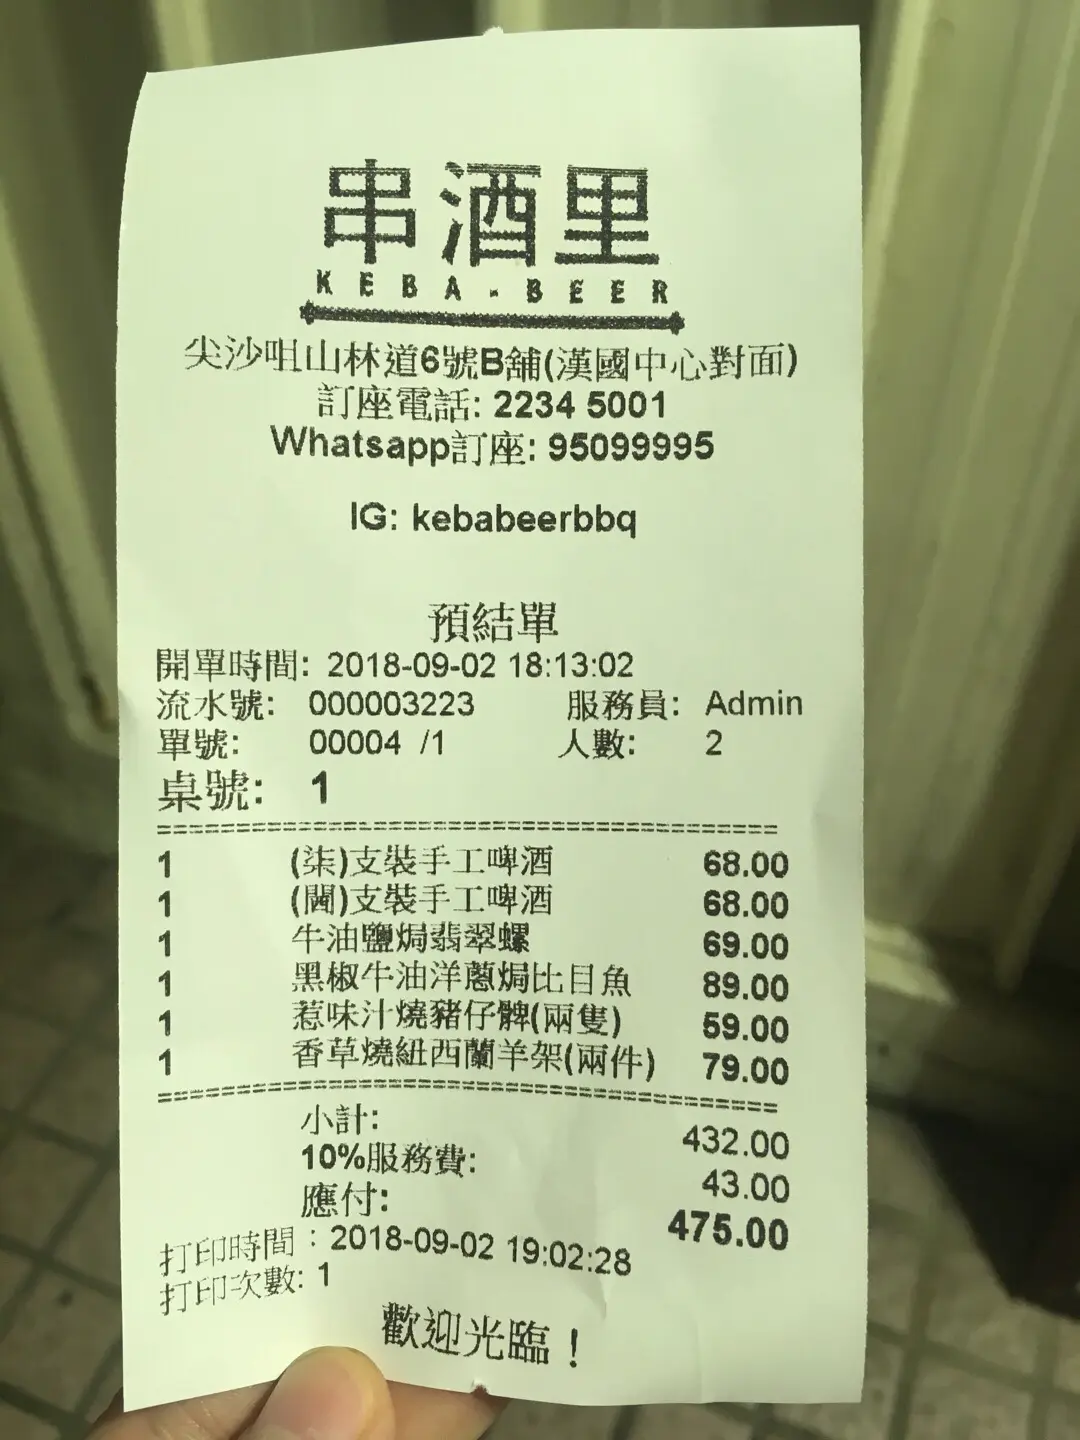 串酒里
KEBA-BEER
尖沙咀山林道6號B舖(漢國中心對面)
訂座電話: 2234 5001
Whatsapp訂座: 95099995
IG: kebabeerbbq
預結單
開單時間: 2018-09-02 18:13:02
流水號: 000003223 服務員: Admin
單號: 00004 /1 人數: 2
桌號: 1
1 (柒)支裝手工啤酒 68.00
1 (閪)支裝手工啤酒 68.00
1 牛油鹽焗翡翠螺 69.00
1 黑椒牛油洋蔥焗比目魚 89.00
1 惹味汁燒豬仔髀(兩隻) 59.00
1 香草燒紐西蘭羊架(兩件) 79.00
小計: 432.00
10%服務費: 43.00
應付: 475.00
打印時間：2018-09-02 19:02:28
打印次數: 1
歡迎光臨！